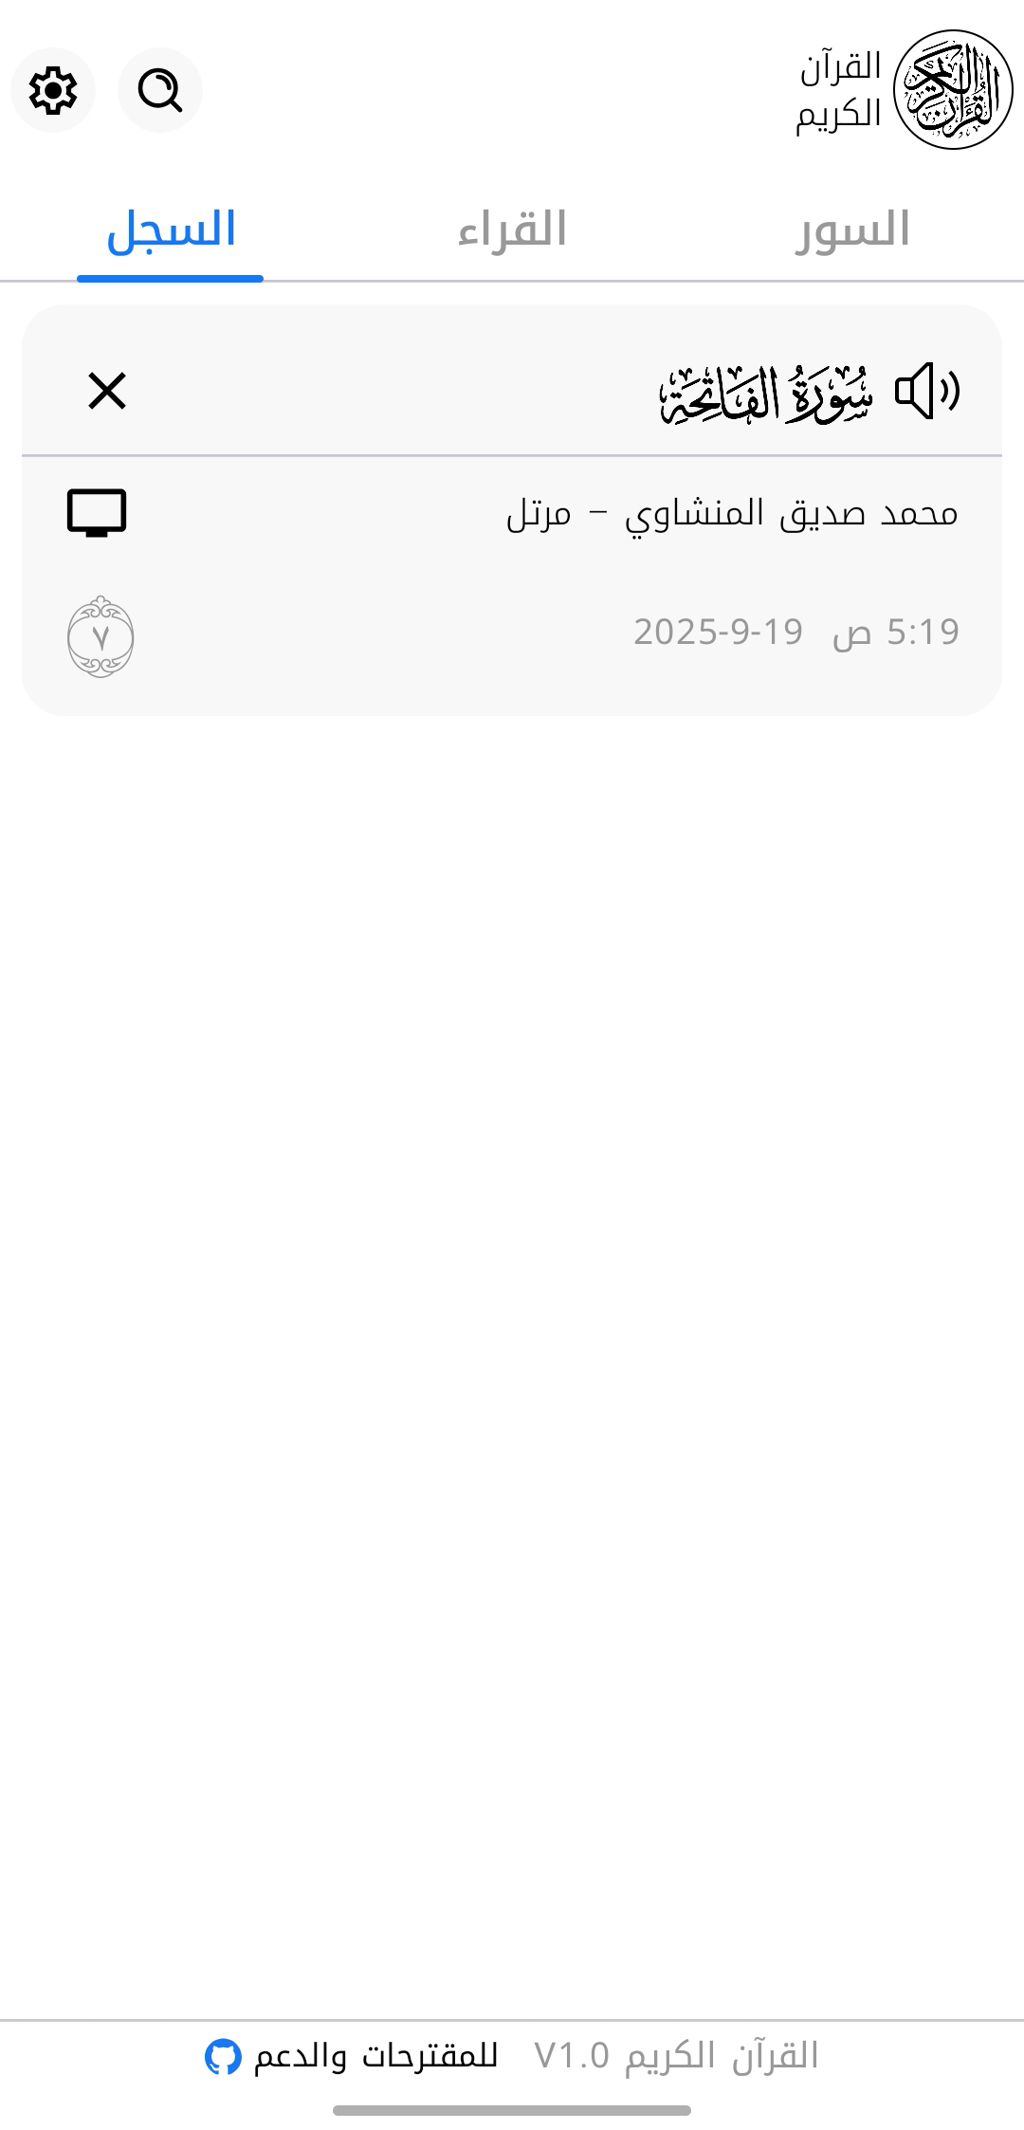 القرآن
الكريم
السور
القراء
السجل
سُورَةُ الفَاتِحَةِ
محمد صديق المنشاوي – مرتل
5:19 ص 2025-9-19
٧
القرآن الكريم V1.0 للمقترحات والدعم